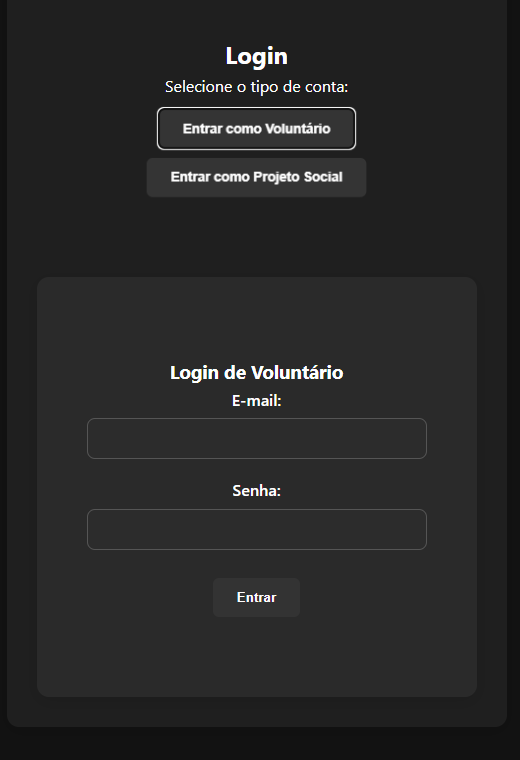 Login
Selecione o tipo de conta:
Entrar como Voluntário
Entrar como Projeto Social
Login de Voluntário
E-mail:
Senha:
Entrar